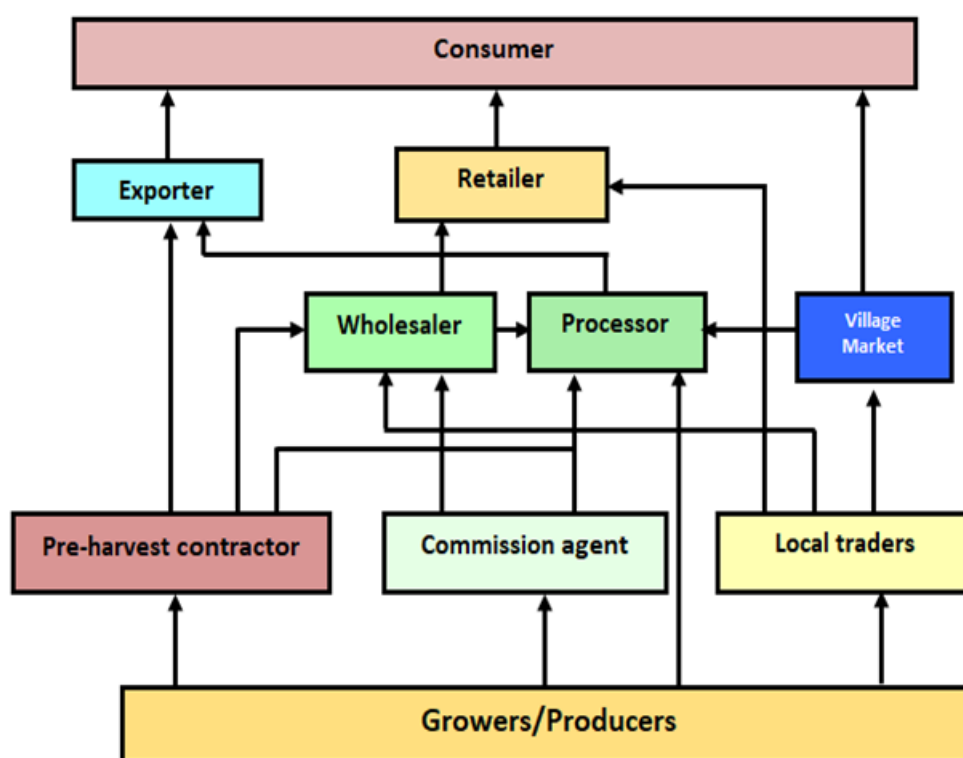 Consumer
Exporter
Retailer
Wholesaler
Processor
Village
Market
Pre-harvest contractor
Commission agent
Local traders
Growers/Producers